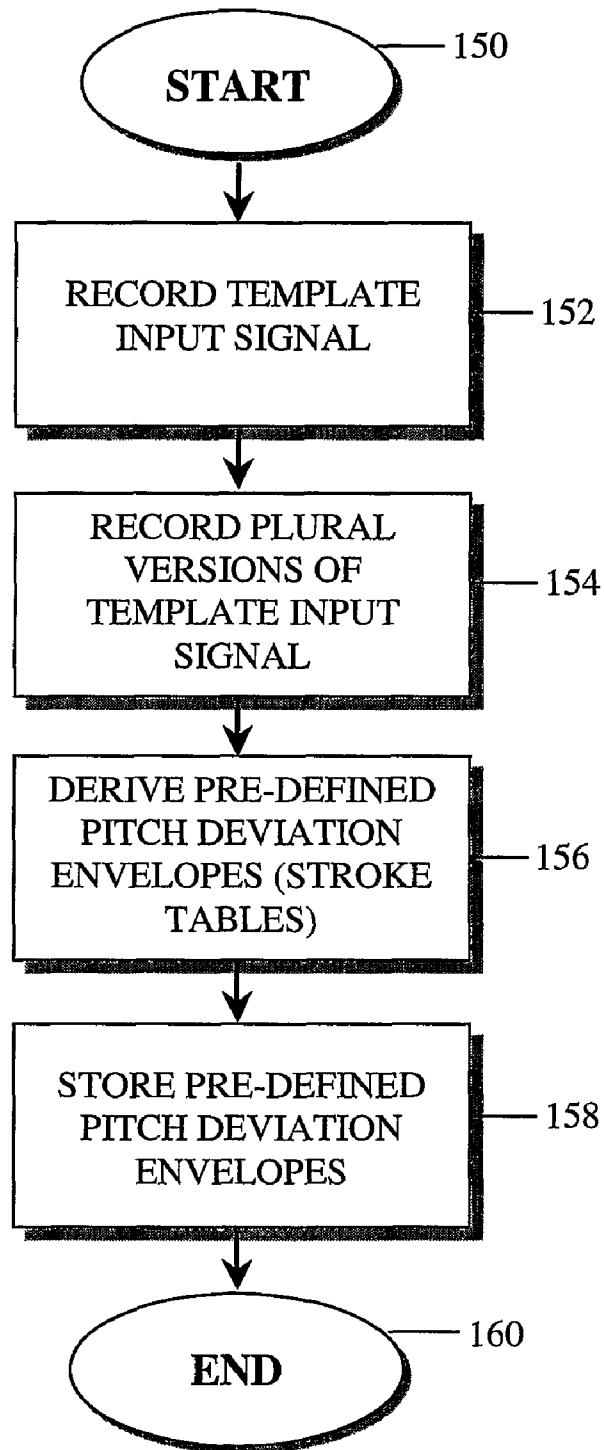 START
150
RECORD TEMPLATE
INPUT SIGNAL
152
RECORD PLURAL
VERSIONS OF
TEMPLATE INPUT
SIGNAL
154
DERIVE PRE-DEFINED
PITCH DEVIATION
ENVELOPES (STROKE
TABLES)
156
STORE PRE-DEFINED
PITCH DEVIATION
ENVELOPES
158
END
160